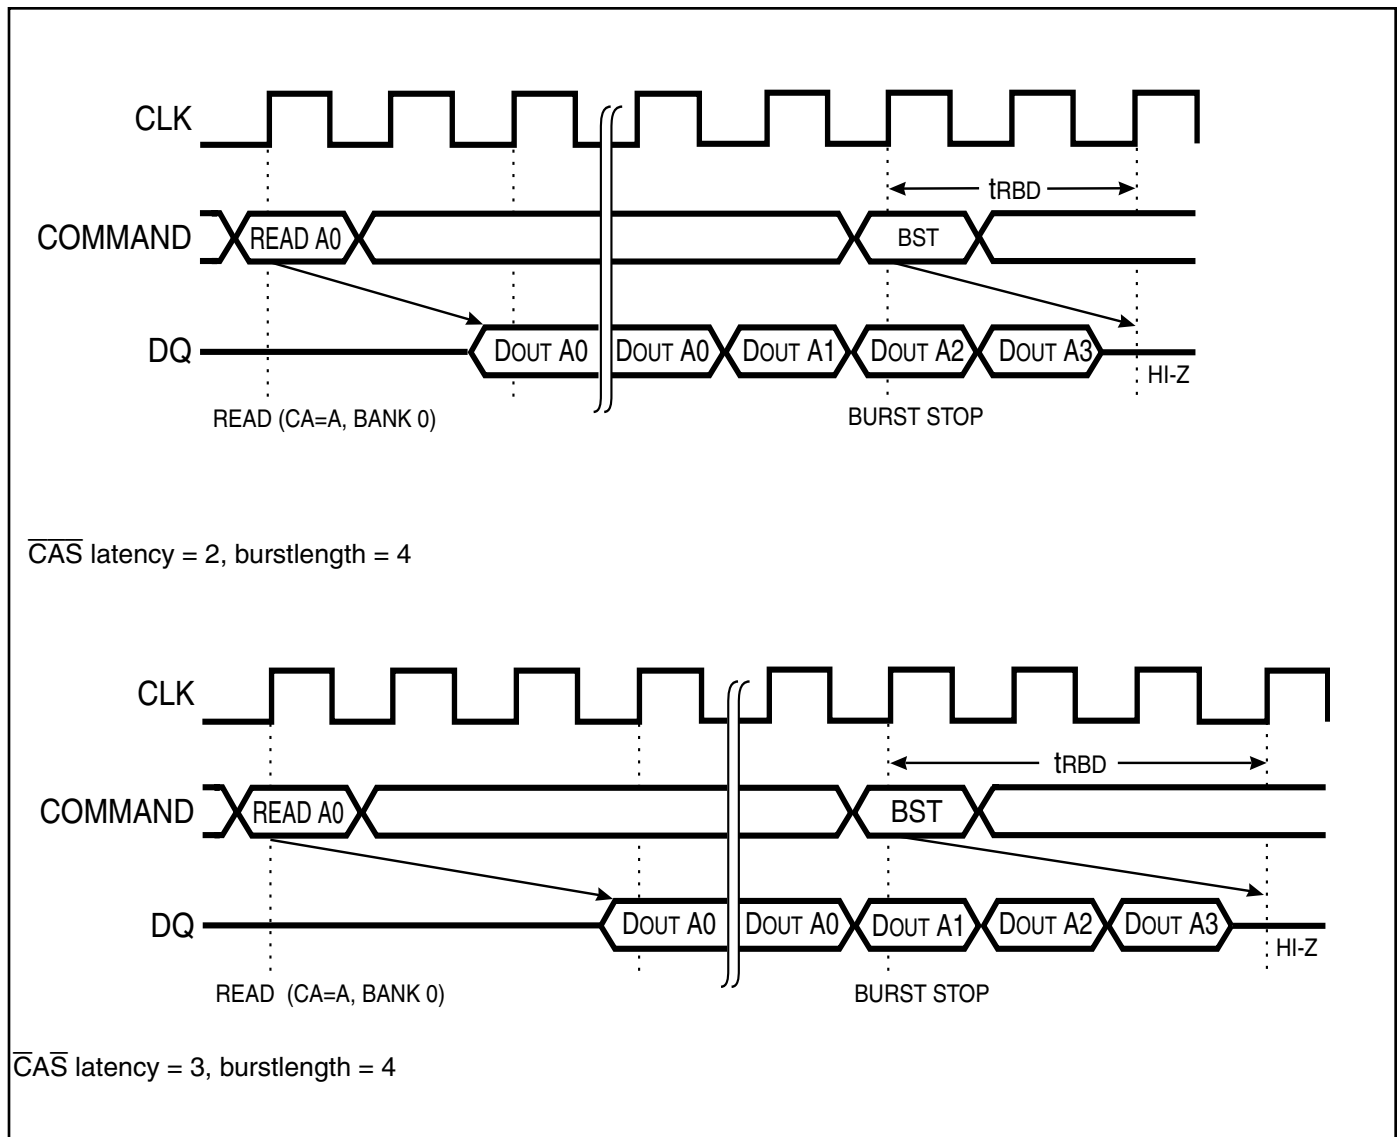 CLK
tRBD
COMMAND READ A0 BST
DQ DOUT A0 DOUT A0 DOUT A1 DOUT A2 DOUT A3
HI-Z
READ (CA=A, BANK 0) BURST STOP
C̅A̅S̅ latency = 2, burstlength = 4
CLK
tRBD
COMMAND READ A0 BST
DQ DOUT A0 DOUT A0 DOUT A1 DOUT A2 DOUT A3
HI-Z
READ (CA=A, BANK 0) BURST STOP
C̅A̅S̅ latency = 3, burstlength = 4